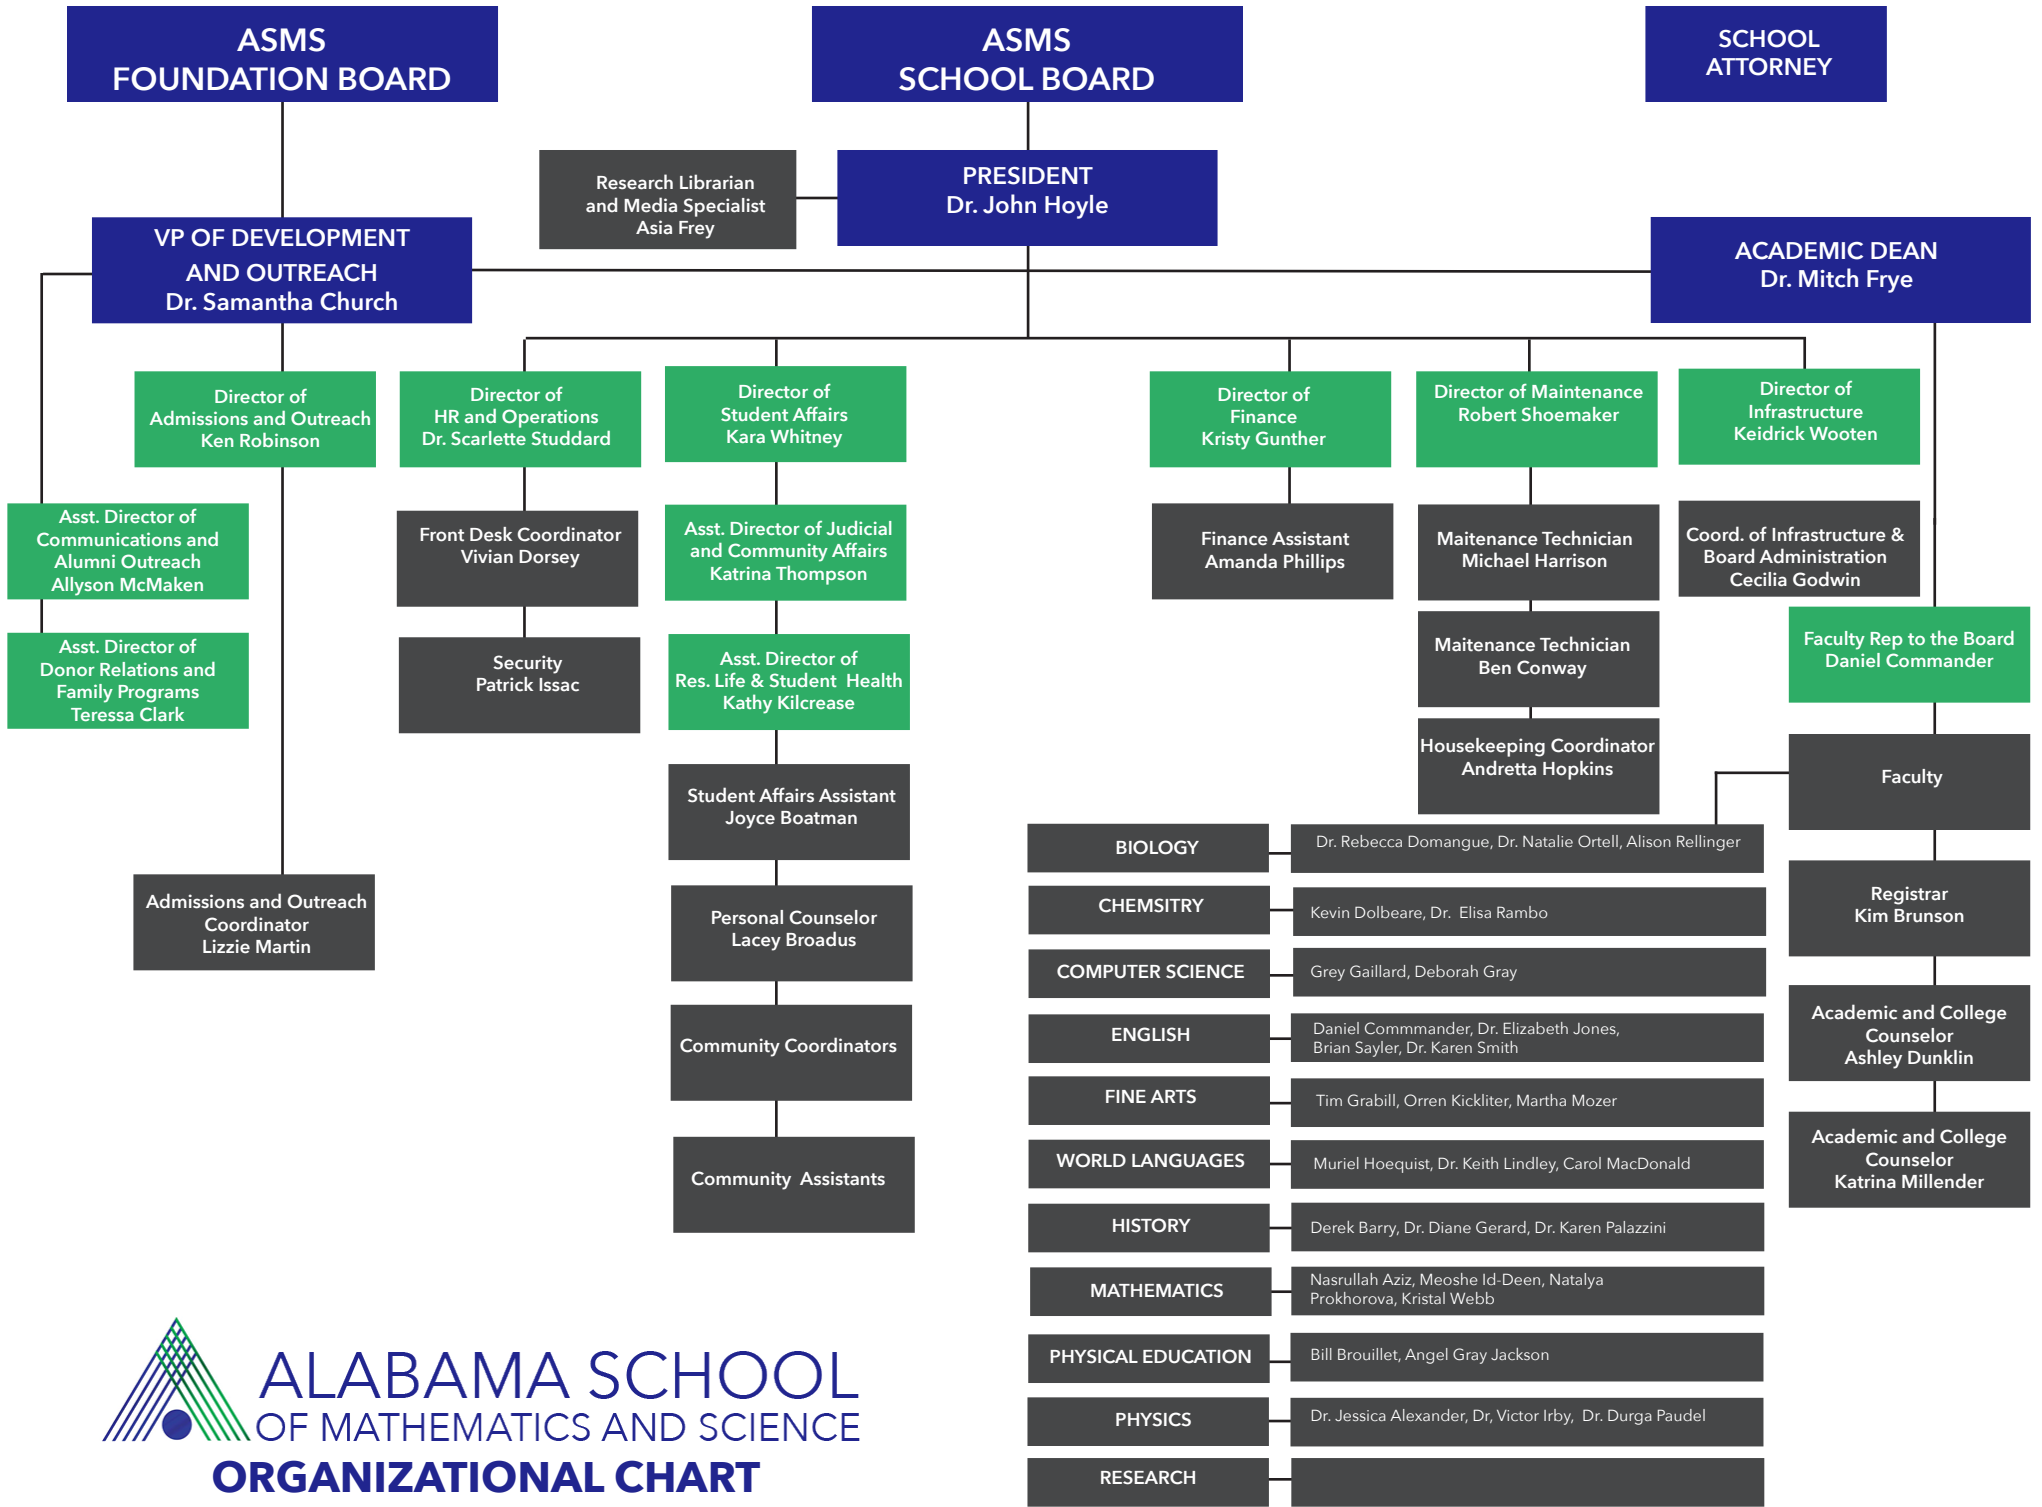 ASMS
FOUNDATION BOARD
ASMS
SCHOOL BOARD
SCHOOL
ATTORNEY
Research Librarian
and Media Specialist
Asia Frey
PRESIDENT
Dr. John Hoyle
VP OF DEVELOPMENT
AND OUTREACH
Dr. Samantha Church
ACADEMIC DEAN
Dr. Mitch Frye
Director of
Admissions and Outreach
Ken Robinson
Director of
HR and Operations
Dr. Scarlette Studdard
Director of
Student Affairs
Kara Whitney
Director of
Finance
Kristy Gunther
Director of Maintenance
Robert Shoemaker
Director of
Infrastructure
Keidrick Wooten
Asst. Director of
Communications and
Alumni Outreach
Allyson McMaken
Front Desk Coordinator
Vivian Dorsey
Asst. Director of Judicial
and Community Affairs
Katrina Thompson
Finance Assistant
Amanda Phillips
Maitenance Technician
Michael Harrison
Coord. of Infrastructure &
Board Administration
Cecilia Godwin
Asst. Director of
Donor Relations and
Family Programs
Teressa Clark
Security
Patrick Issac
Asst. Director of
Res. Life & Student  Health
Kathy Kilcrease
Maitenance Technician
Ben Conway
Faculty Rep to the Board
Daniel Commander
Housekeeping Coordinator
Andretta Hopkins
Faculty
Student Affairs Assistant
Joyce Boatman
Admissions and Outreach
Coordinator
Lizzie Martin
Personal Counselor
Lacey Broadus
Community Coordinators
Community  Assistants
BIOLOGY
Dr. Rebecca Domangue, Dr. Natalie Ortell, Alison Rellinger
CHEMSITRY
Kevin Dolbeare, Dr.  Elisa Rambo
COMPUTER SCIENCE
Grey Gaillard, Deborah Gray
ENGLISH
Daniel Commmander, Dr. Elizabeth Jones,
Brian Sayler, Dr. Karen Smith
FINE ARTS
Tim Grabill, Orren Kickliter, Martha Mozer
WORLD LANGUAGES
Muriel Hoequist, Dr. Keith Lindley, Carol MacDonald
HISTORY
Derek Barry, Dr. Diane Gerard, Dr. Karen Palazzini
MATHEMATICS
Nasrullah Aziz, Meoshe Id-Deen, Natalya
Prokhorova, Kristal Webb
PHYSICAL EDUCATION
Bill Brouillet, Angel Gray Jackson
PHYSICS
Dr. Jessica Alexander, Dr, Victor Irby,  Dr. Durga Paudel
RESEARCH
Registrar
Kim Brunson
Academic and College
Counselor
Ashley Dunklin
Academic and College
Counselor
Katrina Millender
ALABAMA SCHOOL
OF MATHEMATICS AND SCIENCE
ORGANIZATIONAL CHART